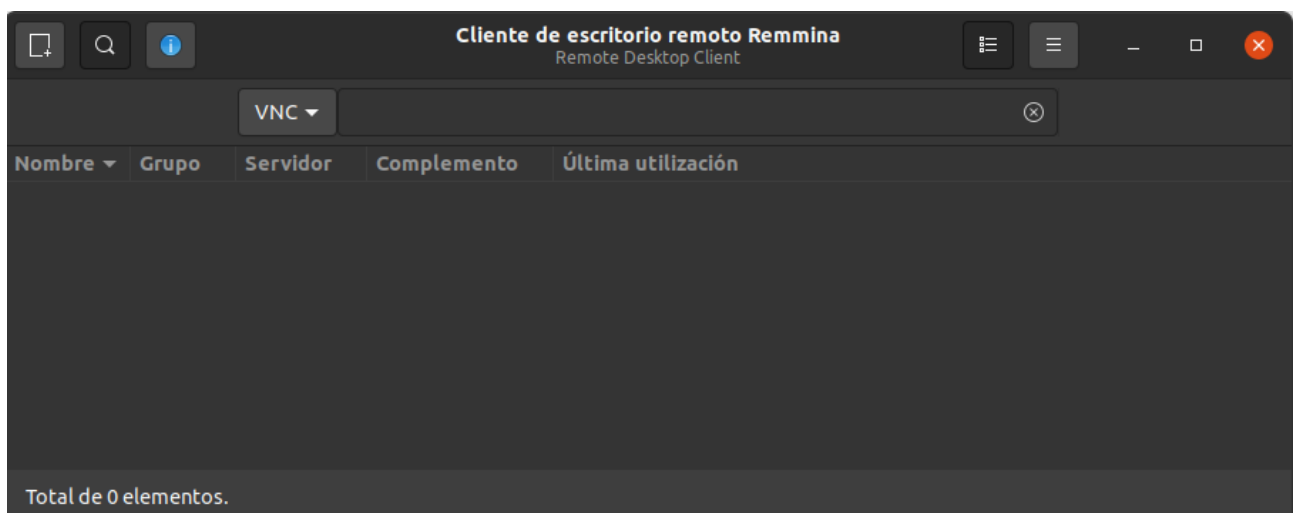 Cliente de escritorio remoto Remmina
Remote Desktop Client
VNC
Nombre Grupo Servidor Complemento Última utilización
Total de 0 elementos.